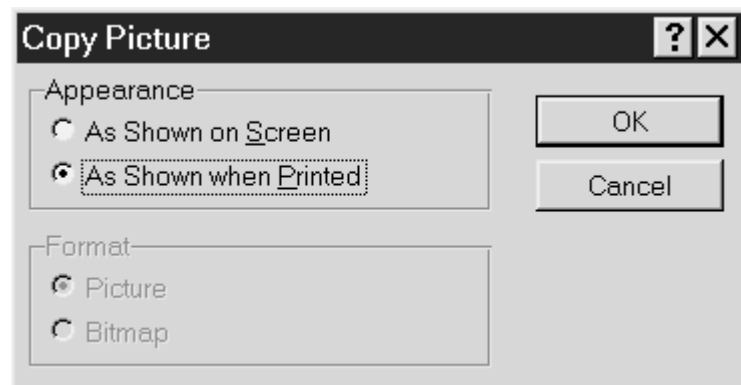 Copy Picture ? X
Appearance
As Shown on Screen
As Shown when Printed
OK
Cancel
Format
Picture
Bitmap